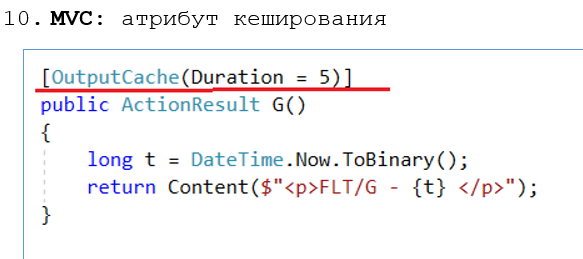 10. MVC: атрибут кеширования
[OutputCache(Duration = 5)]
public ActionResult G()
{
    long t = DateTime.Now.ToBinary();
    return Content($"<p>FLT/G - {t} </p>");
}